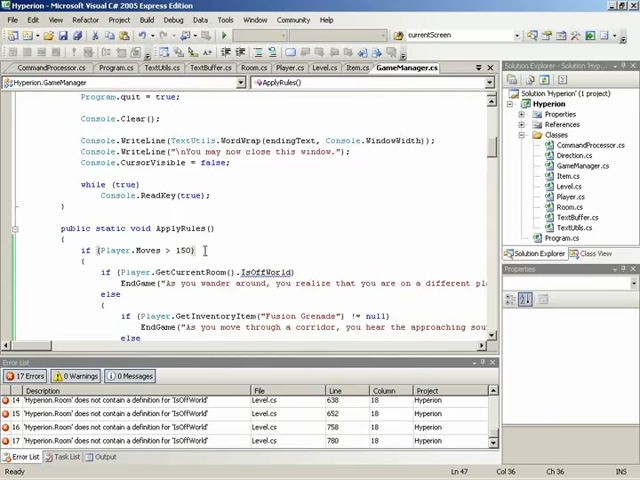 Hyperion - Microsoft Visual C# 2005 Express Edition
File Edit View Refactor Project Build Debug Data Tools Window Community Help
currentScreen
CommandProcessor.cs Program.cs TextUtils.cs TextBuffer.cs Room.cs Player.cs Level.cs Item.cs GameManager.cs
Hyperion.GameManager ApplyRules()
Program.quit = true;
Console.Clear();
Console.WriteLine(TextUtils.WordWrap(endingText, Console.WindowWidth));
Console.WriteLine("\nYou may now close this window.");
Console.CursorVisible = false;
while (true)
Console.ReadKey(true);
}
public static void ApplyRules()
{
if (Player.Moves > 150)
{
if (Player.GetCurrentRoom().IsOffWorld)
EndGame("As you wander around, you realize that you are on a different pl
else
{
if (Player.GetInventoryItem("Fusion Grenade") != null)
EndGame("As you move through a corridor, you hear the approaching sou
else
Solution Explorer - Hyperion
Solution 'Hyperion' (1 project)
Hyperion
Properties
References
Classes
CommandProcessor.cs
Direction.cs
GameManager.cs
Item.cs
Level.cs
Player.cs
Room.cs
TextBuffer.cs
TextUtils.cs
Program.cs
Solution Explorer Class View
Properties
Error List
17 Errors 0 Warnings 0 Messages
Description File Line Column Project
14 'Hyperion.Room' does not contain a definition for 'IsOffWorld' Level.cs 638 18 Hyperion
15 'Hyperion.Room' does not contain a definition for 'IsOffWorld' Level.cs 652 18 Hyperion
16 'Hyperion.Room' does not contain a definition for 'IsOffWorld' Level.cs 758 18 Hyperion
17 'Hyperion.Room' does not contain a definition for 'IsOffWorld' Level.cs 780 18 Hyperion
Error List Task List Output
Ready Ln 47 Col 36 Ch 36 INS